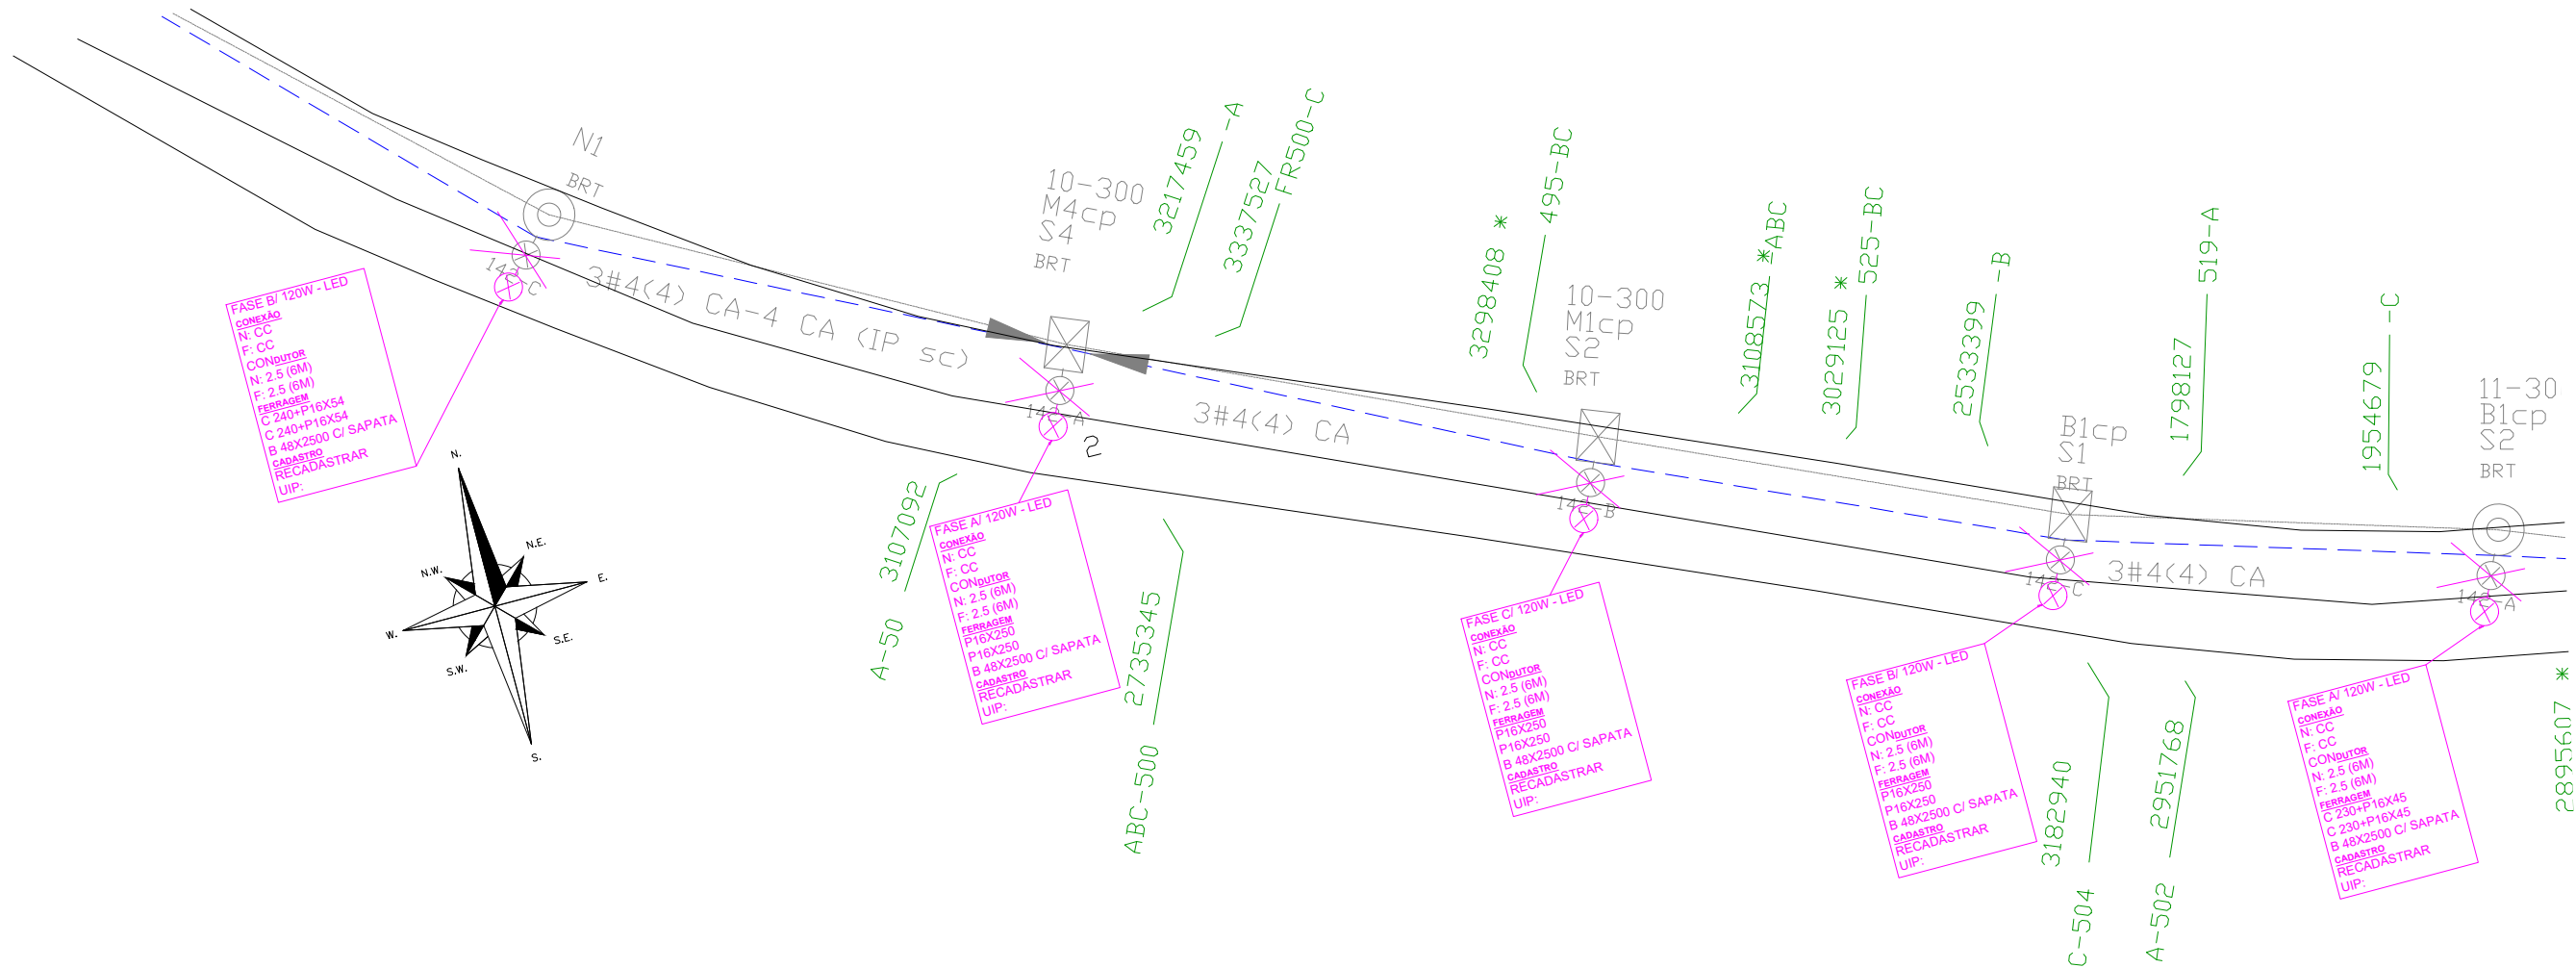 N1
BRT
10-300
M4cp
S4
BRT
3217459
-A
3337527
FR500-C
3298408 *
495-BC
10-300
M1cp
S2
BRT
3108573 *
-ABC
3029125 *
525-BC
2533399
-B
1798127
519-A
1954679
-C
B1cp
S1
BRT
11-30
B1cp
S2
BRT
3#4(4) CA-4 CA (IP sc)
3#4(4) CA
3#4(4) CA
142-A
2
142-B
142-C
142-A
FASE B/ 120W - LED
CONEXÃO
N: CC
F: CC
CONDUTOR
N: 2.5 (6M)
F: 2.5 (6M)
FERRAGEM
C 240+P16X54
C 240+P16X54
B 48X2500 C/ SAPATA
CADASTRO
RECADASTRAR
UIP:
N.
N.E.
E.
S.E.
S.
S.W.
W.
N.W.
A-50
3107092
FASE A/ 120W - LED
CONEXÃO
N: CC
F: CC
CONDUTOR
N: 2.5 (6M)
F: 2.5 (6M)
FERRAGEM
P16X250
P16X250
B 48X2500 C/ SAPATA
CADASTRO
RECADASTRAR
UIP:
ABC-500
2735345
FASE C/ 120W - LED
CONEXÃO
N: CC
F: CC
CONDUTOR
N: 2.5 (6M)
F: 2.5 (6M)
FERRAGEM
P16X250
P16X250
B 48X2500 C/ SAPATA
CADASTRO
RECADASTRAR
UIP:
FASE B/ 120W - LED
CONEXÃO
N: CC
F: CC
CONDUTOR
N: 2.5 (6M)
F: 2.5 (6M)
FERRAGEM
P16X250
P16X250
B 48X2500 C/ SAPATA
CADASTRO
RECADASTRAR
UIP:
C-504
3182940
A-502
2951768
FASE A/ 120W - LED
CONEXÃO
N: CC
F: CC
CONDUTOR
N: 2.5 (6M)
F: 2.5 (6M)
FERRAGEM
C 230+P16X45
C 230+P16X45
B 48X2500 C/ SAPATA
CADASTRO
RECADASTRAR
UIP:
2895607 *